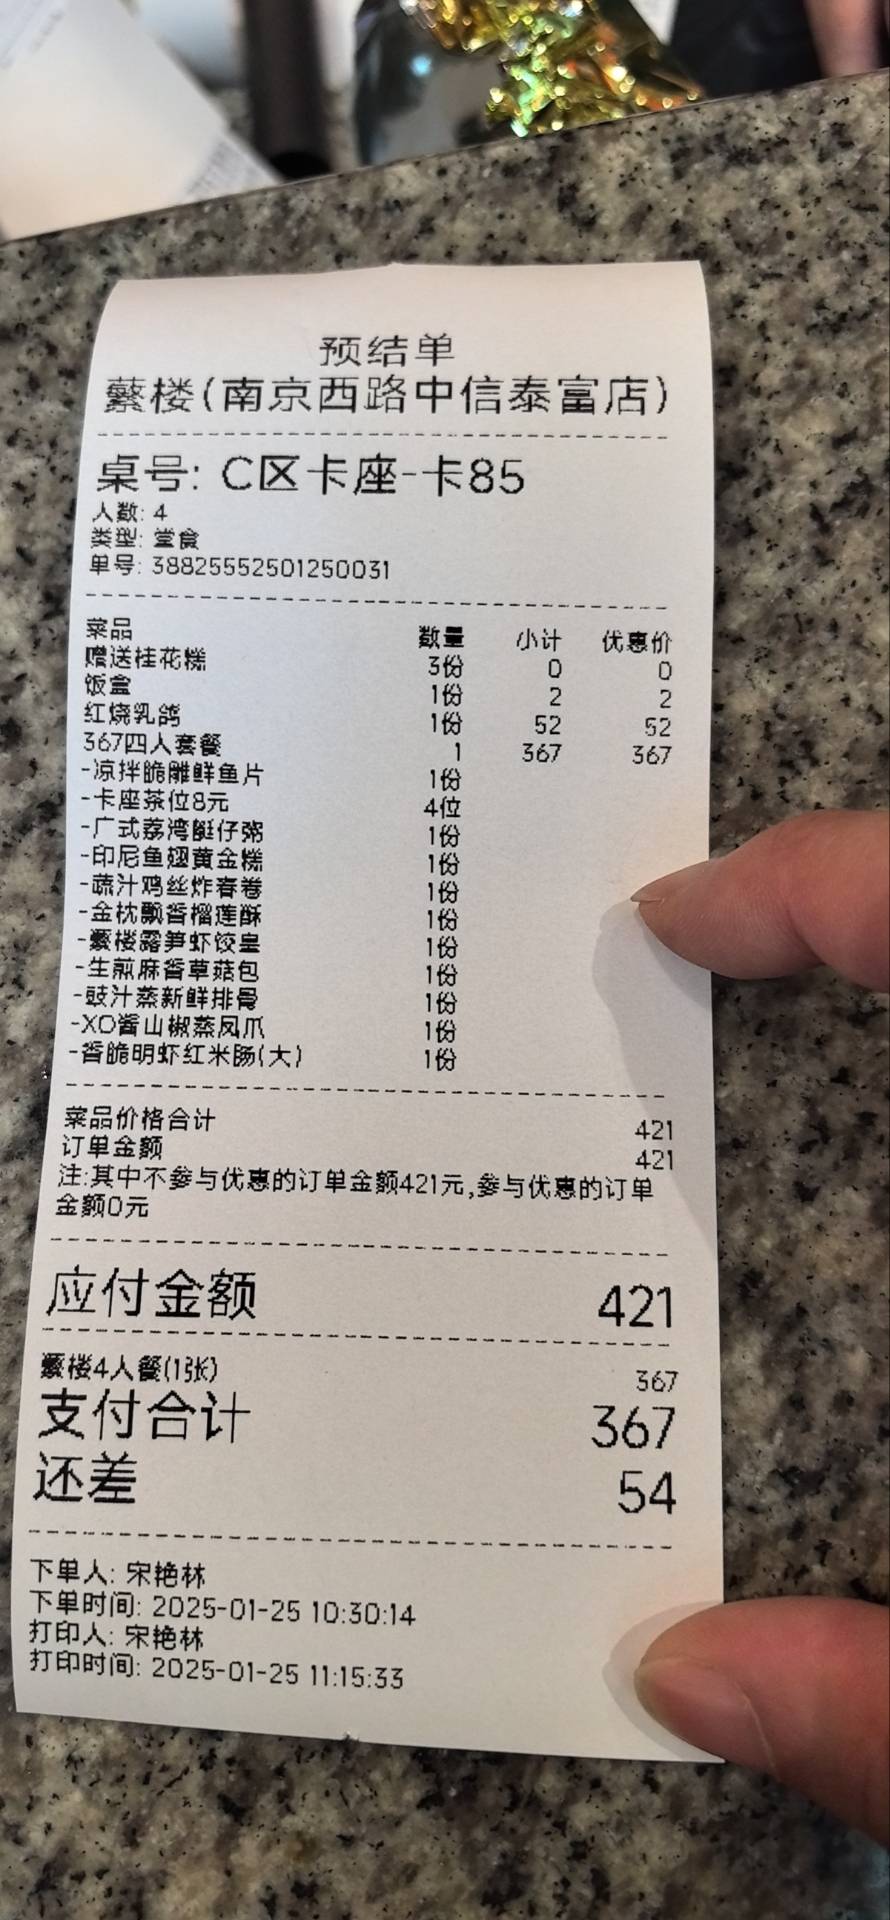 预结单
蘩楼(南京西路中信泰富店)
桌号: C区卡座-卡85
人数: 4
类型: 堂食
单号: 38825552501250031
菜品 数量 小计 优惠价
赠送桂花糕 3份 0 0
饭盒 1份 2 2
红烧乳鸽 1份 52 52
367四人套餐 1 367 367
-凉拌脆雕鲜鱼片 1份
-卡座茶位8元 4位
-广式荔湾艇仔粥 1份
-印尼鱼翅黄金糕 1份
-蔬汁鸡丝炸春卷 1份
-金枕飘香榴莲酥 1份
-蘩楼露笋虾饺皇 1份
-生煎麻香草菇包 1份
-豉汁蒸新鲜排骨 1份
-XO酱山椒蒸凤爪 1份
-香脆明虾红米肠(大) 1份
菜品价格合计 421
订单金额 421
注:其中不参与优惠的订单金额421元,参与优惠的订单
金额0元
应付金额 421
蘩楼4人餐(1张) 367
支付合计 367
还差 54
下单人: 宋艳林
下单时间: 2025-01-25 10:30:14
打印人: 宋艳林
打印时间: 2025-01-25 11:15:33